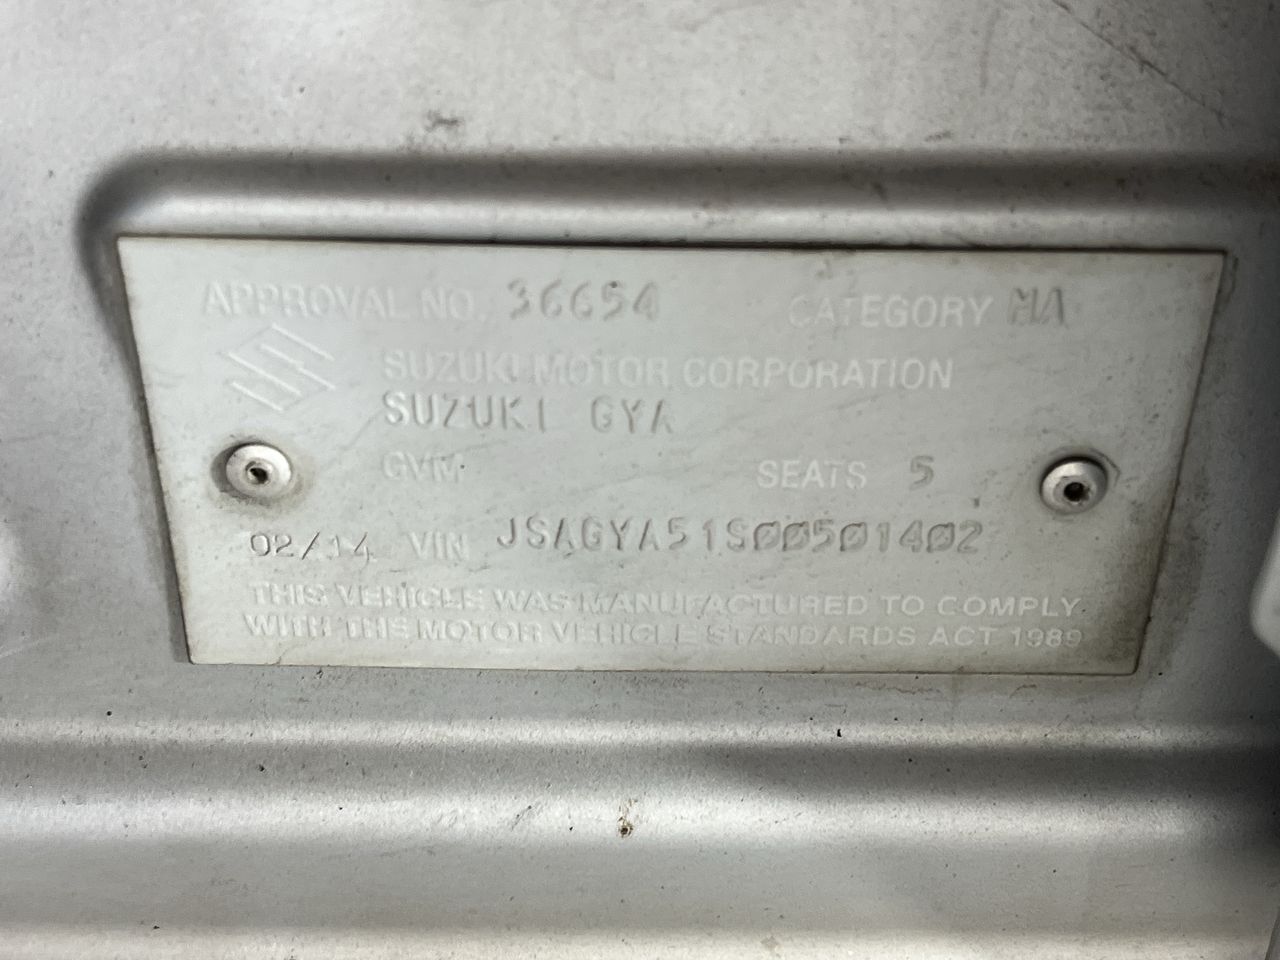 APPROVAL NO. 36654 CATEGORY MA
SUZUKI MOTOR CORPORATION
SUZUKI GYA
GVM SEATS 5
02/14 VIN JSAGYA51S00501402
THIS VEHICLE WAS MANUFACTURED TO COMPLY
WITH THE MOTOR VEHICLE STANDARDS ACT 1989